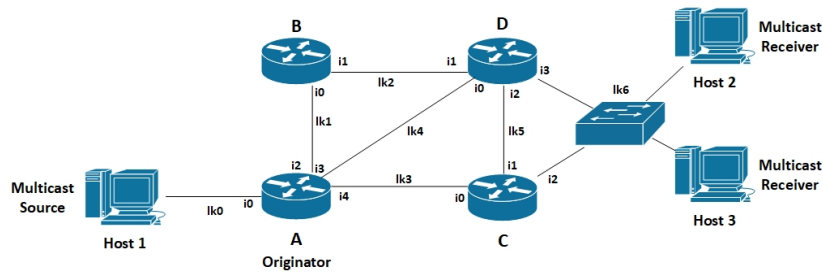 B
D
Multicast
Receiver
i1
i1
i3
lk2
i0
i0
i2
lk6
Host 2
lk1
lk4
lk5
Multicast
Source
i2
i3
lk3
i1
i2
Multicast
Receiver
i0
i4
i0
lk0
Host 1
A
C
Host 3
Originator